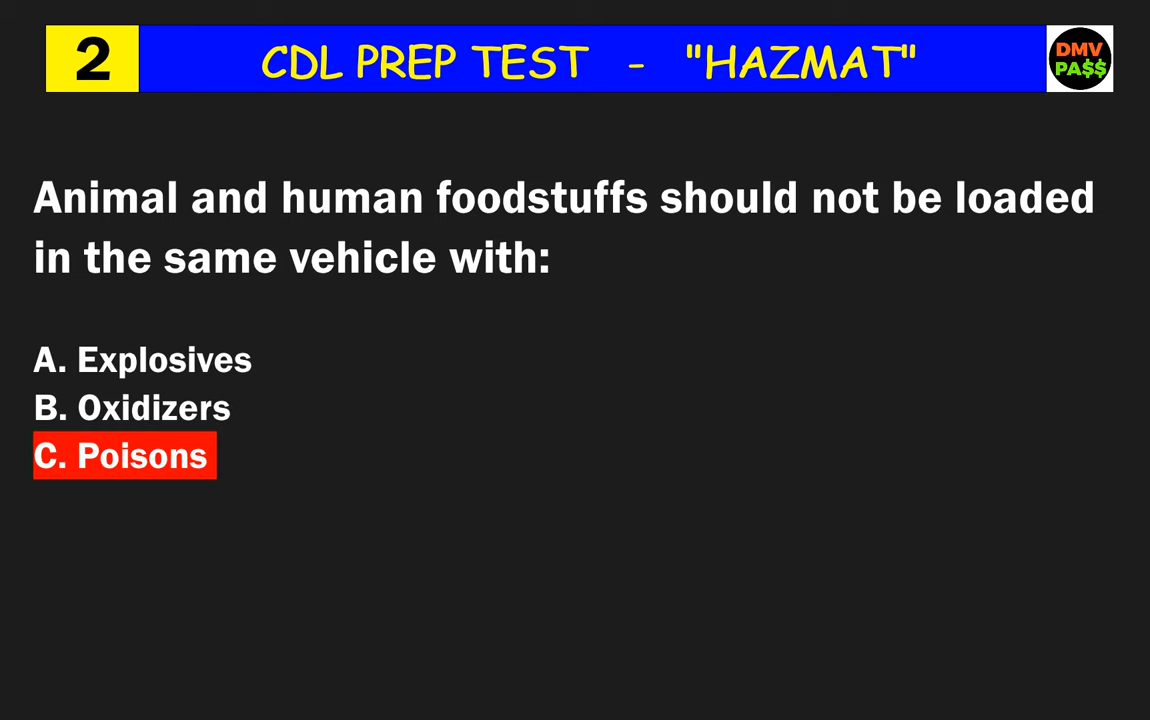 2
CDL PREP TEST - "HAZMAT"
DMV
PA$$
Animal and human foodstuffs should not be loaded
in the same vehicle with:
A. Explosives
B. Oxidizers
C. Poisons